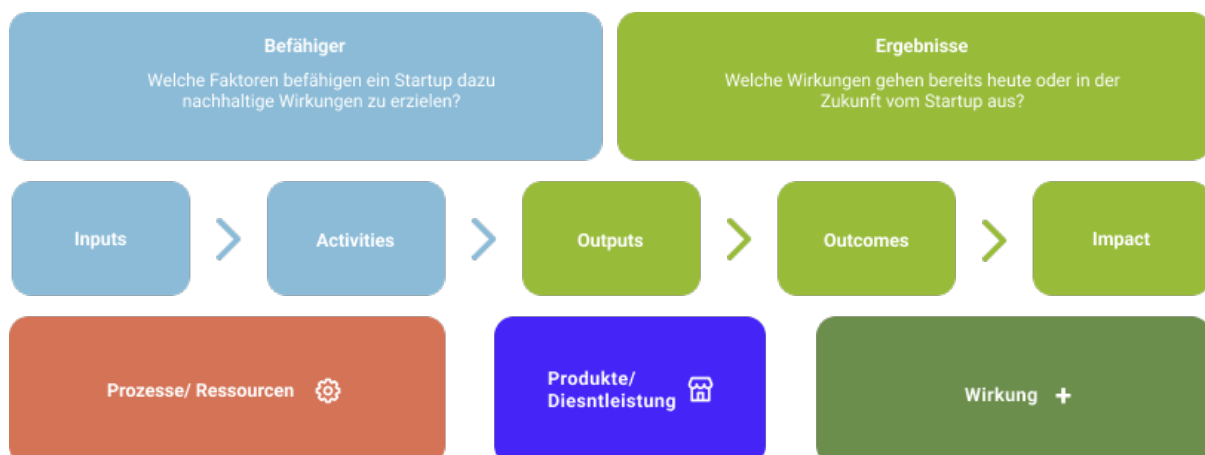 Befähiger
Welche Faktoren befähigen ein Startup dazu
nachhaltige Wirkungen zu erzielen?
Ergebnisse
Welche Wirkungen gehen bereits heute oder in der
Zukunft vom Startup aus?
Inputs
Activities
Outputs
Outcomes
Impact
Prozesse/ Ressourcen
Produkte/
Diesntleistung
Wirkung